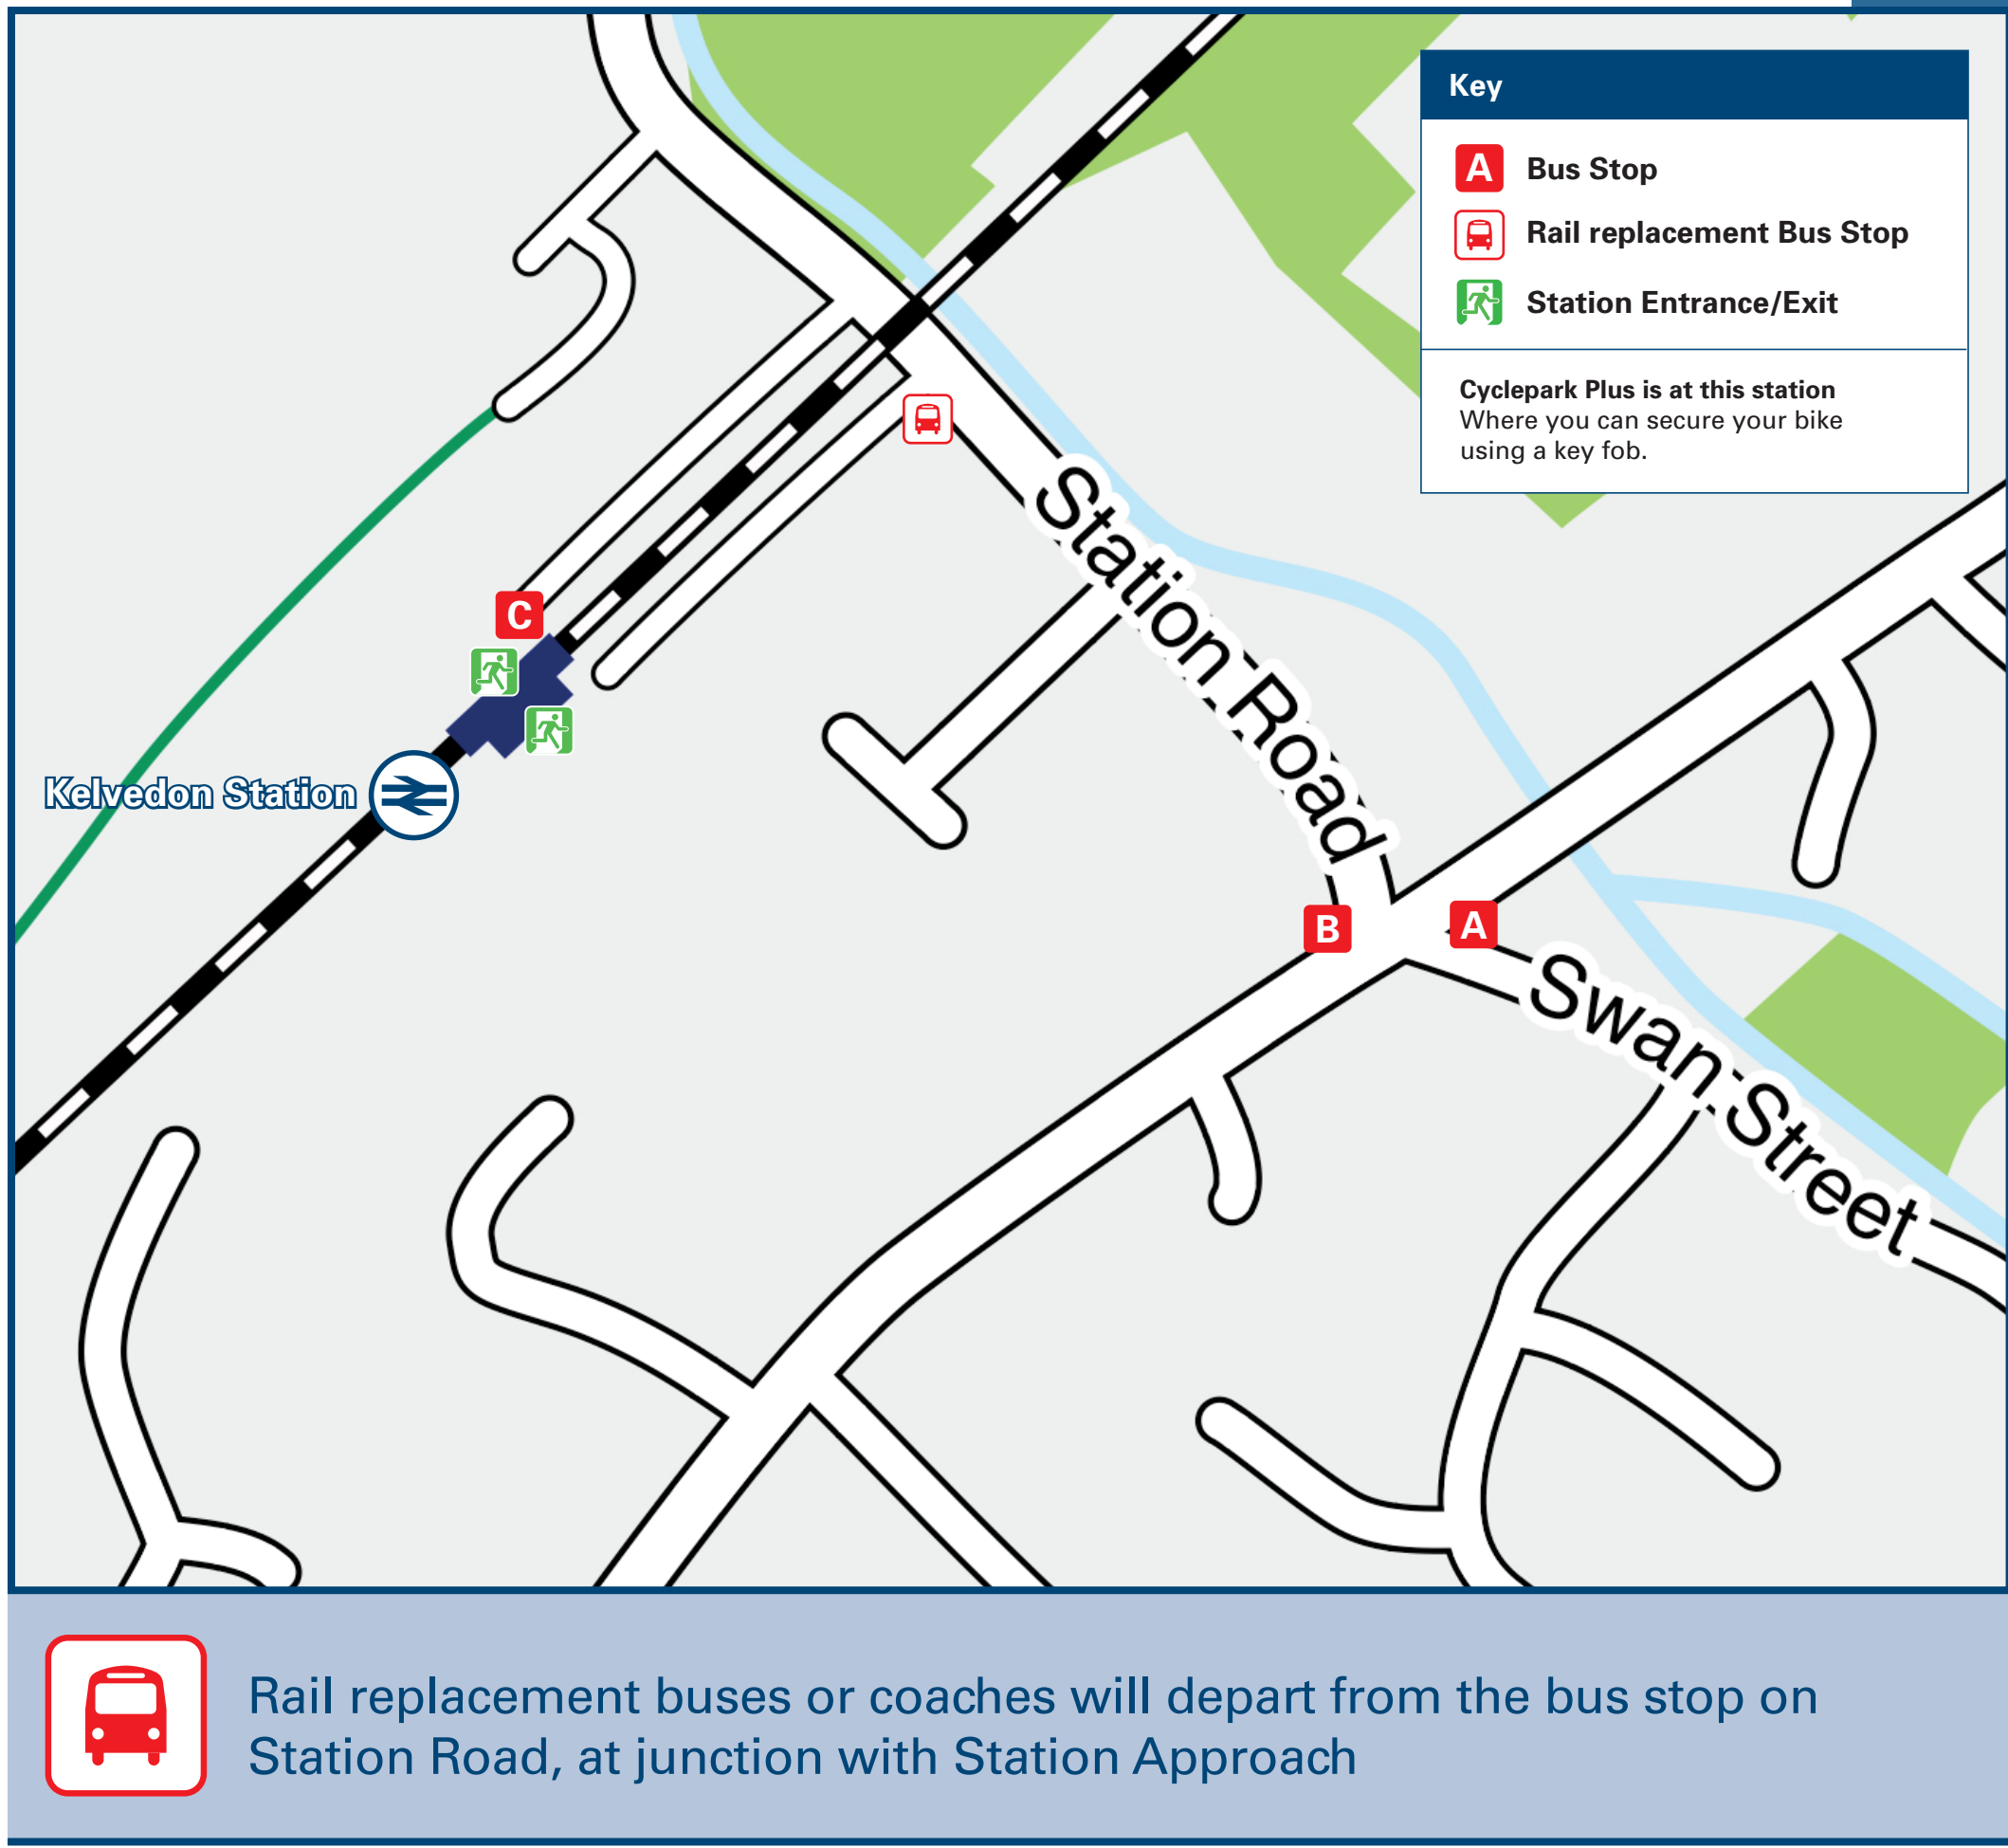 Key
A Bus Stop
Rail replacement Bus Stop
Station Entrance/Exit
Cyclepark Plus is at this station
Where you can secure your bike
using a key fob.
Station Road
C
Kelvedon Station
B
A
Swan Street
Rail replacement buses or coaches will depart from the bus stop on
Station Road, at junction with Station Approach